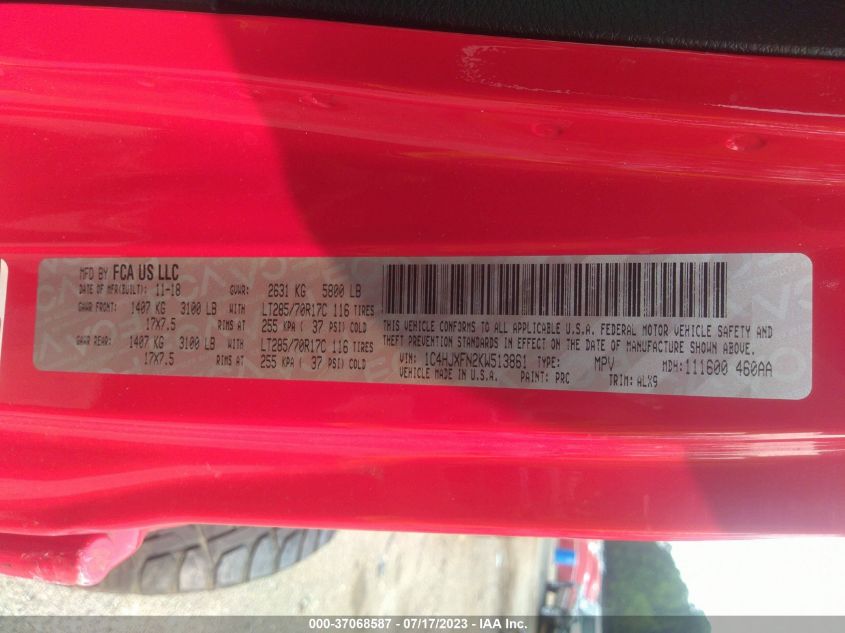 MFD BY FCA US LLC
DATE OF MFR(BUILT): 11-18 GVWR: 2631 KG 5800 LB
GAWR FRONT: 1407 KG 3100 LB WITH LT285/70R17C 116 TIRES
17X7.5 RIMS AT 255 KPA ( 37 PSI) COLD
GAWR REAR: 1407 KG 3100 LB WITH LT285/70R17C 116 TIRES
17X7.5 RIMS AT 255 KPA ( 37 PSI) COLD
THIS VEHICLE CONFORMS TO ALL APPLICABLE U.S.A. FEDERAL MOTOR VEHICLE SAFETY AND
THEFT PREVENTION STANDARDS IN EFFECT ON THE DATE OF MANUFACTURE SHOWN ABOVE.
VIN: 1C4HJXFN2KW513861 TYPE: MPV MDH: 111600 460AA
VEHICLE MADE IN U.S.A. PAINT: PRC TRIM: ALX9
000-37068587 - 07/17/2023 - IAA Inc.